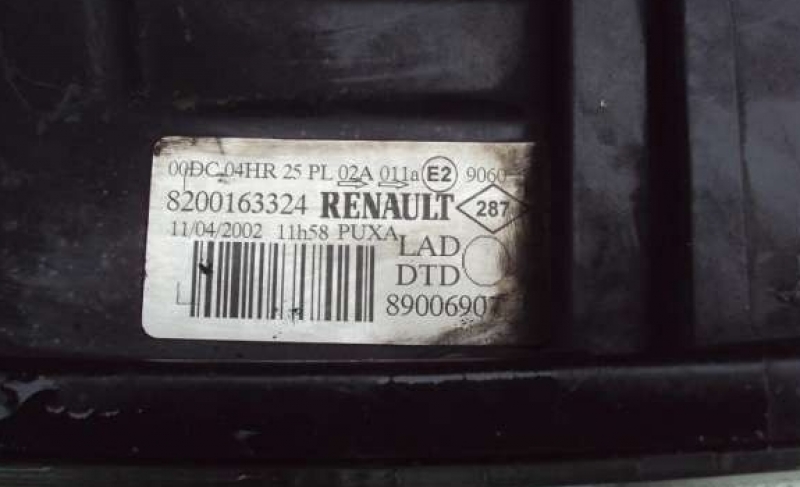 00DC 04HR 25 PL 02A 011a E2 9060
8200163324 RENAULT 287
11/04/2002 11h58 PUXA
LAD
DTD
89006907